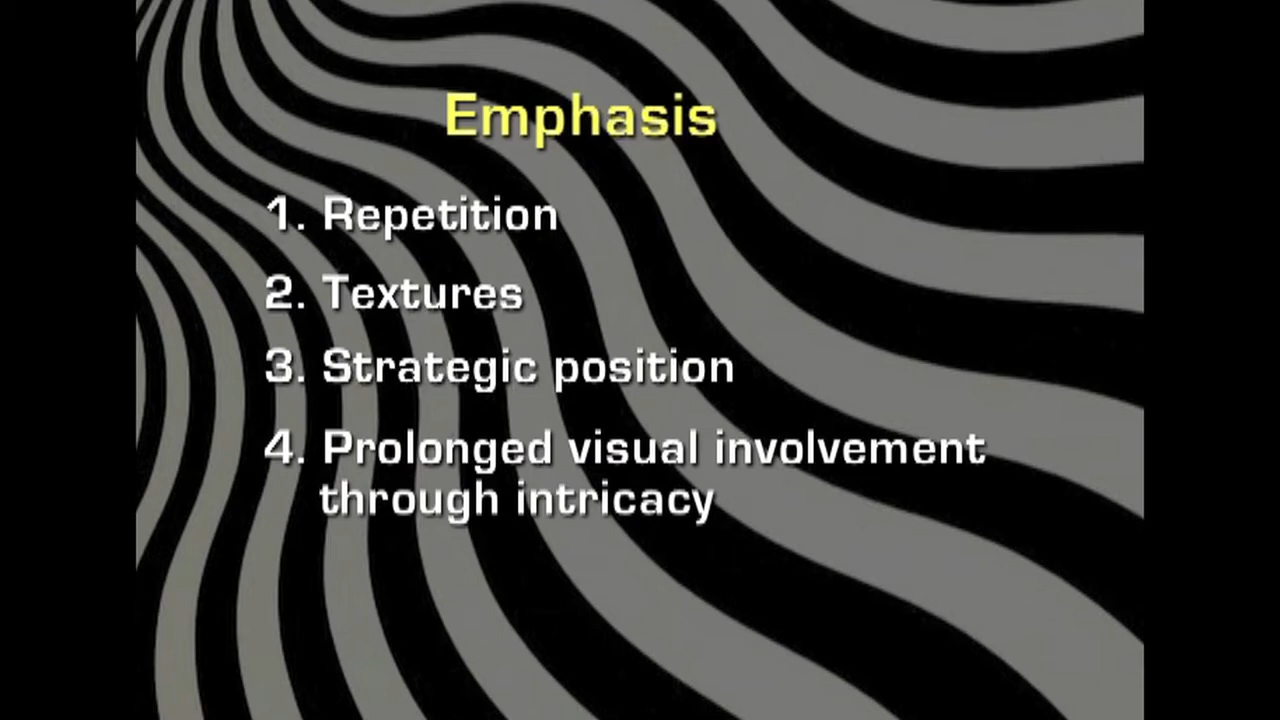 Emphasis
1. Repetition
2. Textures
3. Strategic position
4. Prolonged visual involvement
through intricacy